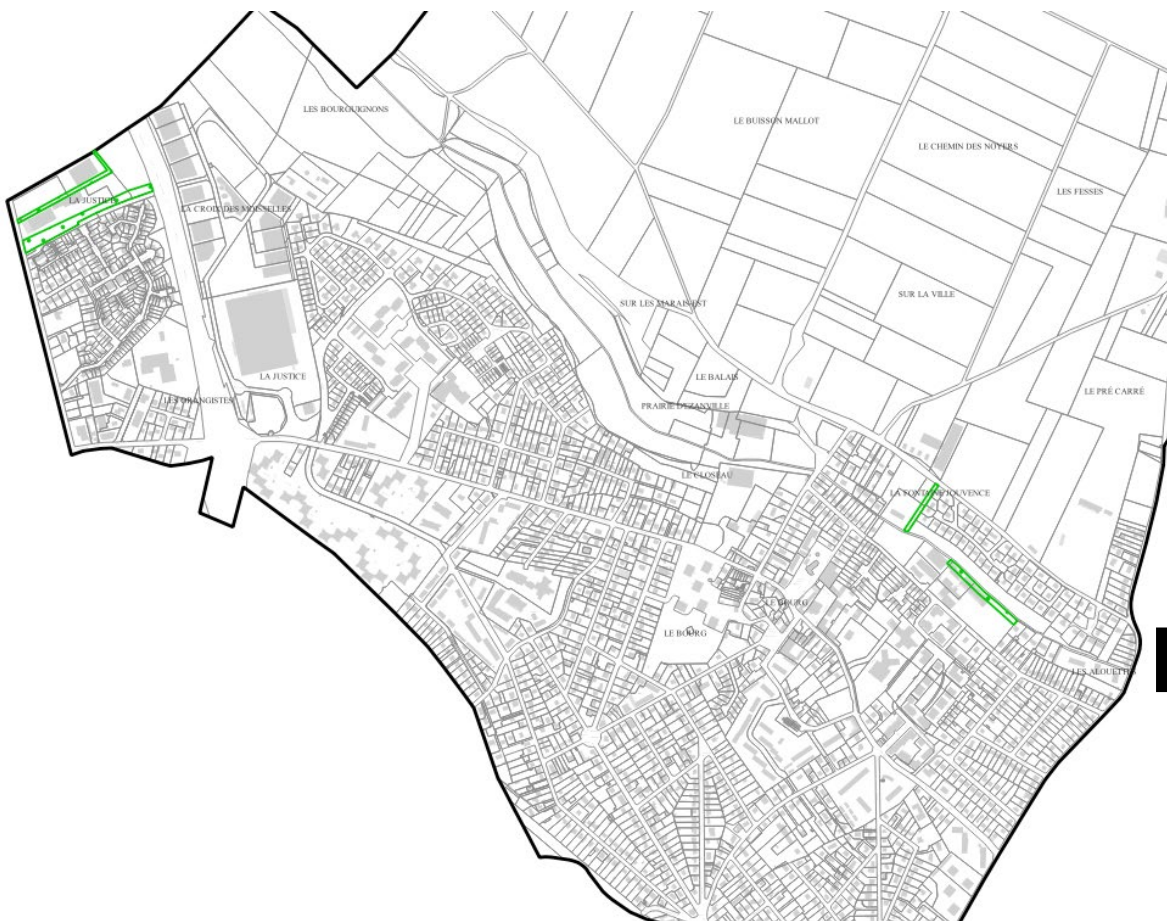 LES BOURGUIGNONS
LE BUISSON MALLOT
LE CHEMIN DES NOYERS
LES FESSES
LA JUSTICE
LA CROIX DES MOISSELLES
SUR LA VILLE
SUR LES MARAIS EST
LA JUSTICE
LE BALAIS
LE PRÉ CARRÉ
LES ORANGISTES
PRAIRIE D'EZANVILLE
LE CLOSEAU
LA FONTAINE JOUVENCE
LE BOURG
LE BOURG
LES ALOUETTES